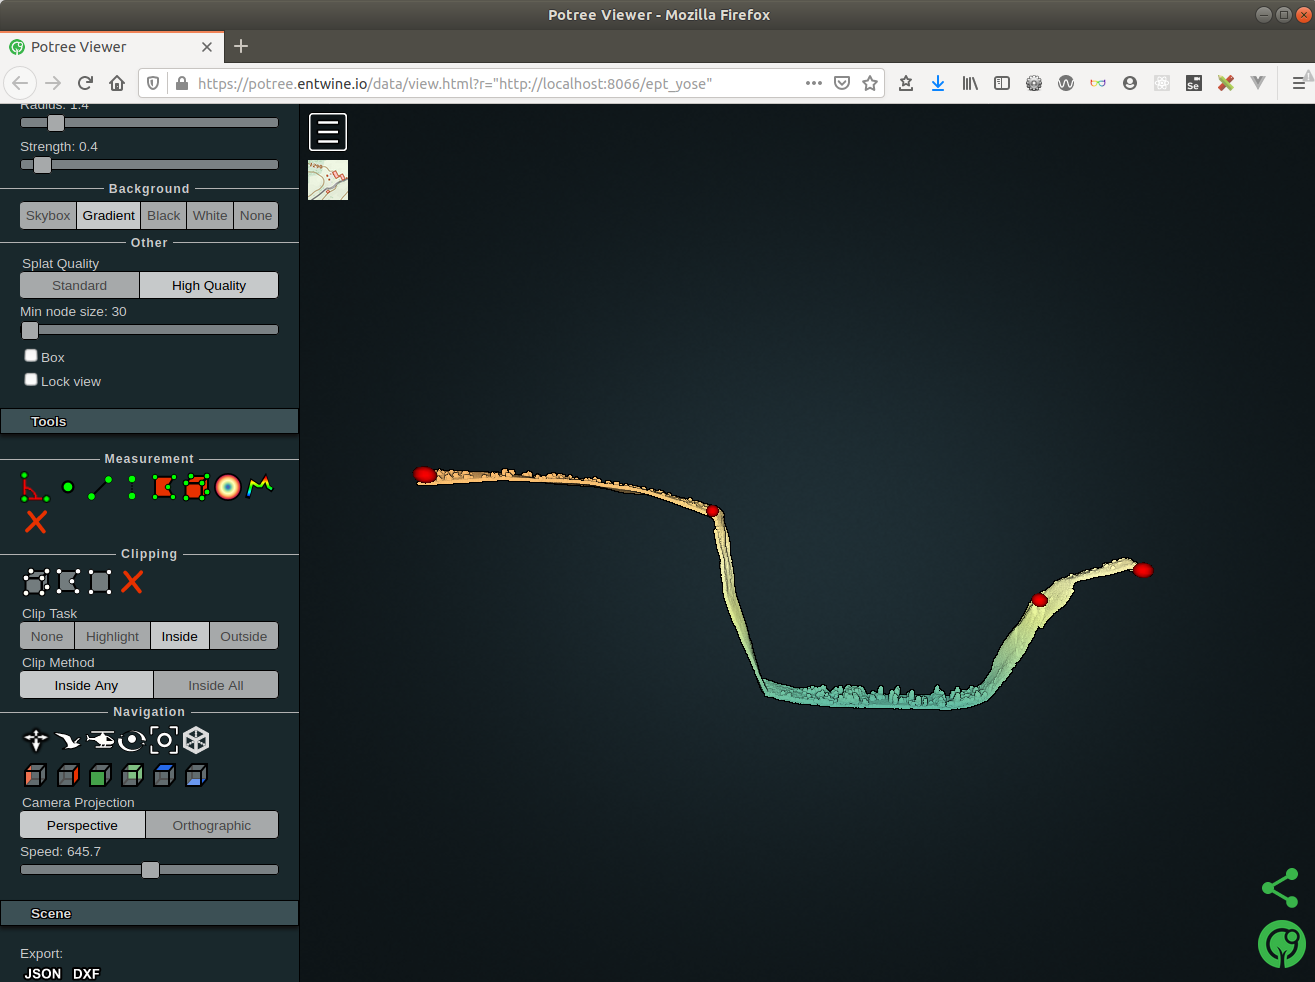 Potree Viewer - Mozilla Firefox
Potree Viewer
https://potree.entwine.io/data/view.html?r="http://localhost:8066/ept_yose"
Se
Radius: 1.4
Strength: 0.4
Background
Skybox Gradient Black White None
Other
Splat Quality
Standard High Quality
Min node size: 30
Box
Lock view
Tools
Measurement
Clipping
Clip Task
None Highlight Inside Outside
Clip Method
Inside Any Inside All
Navigation
Camera Projection
Perspective Orthographic
Speed: 645.7
Scene
Export:
JSON DXF